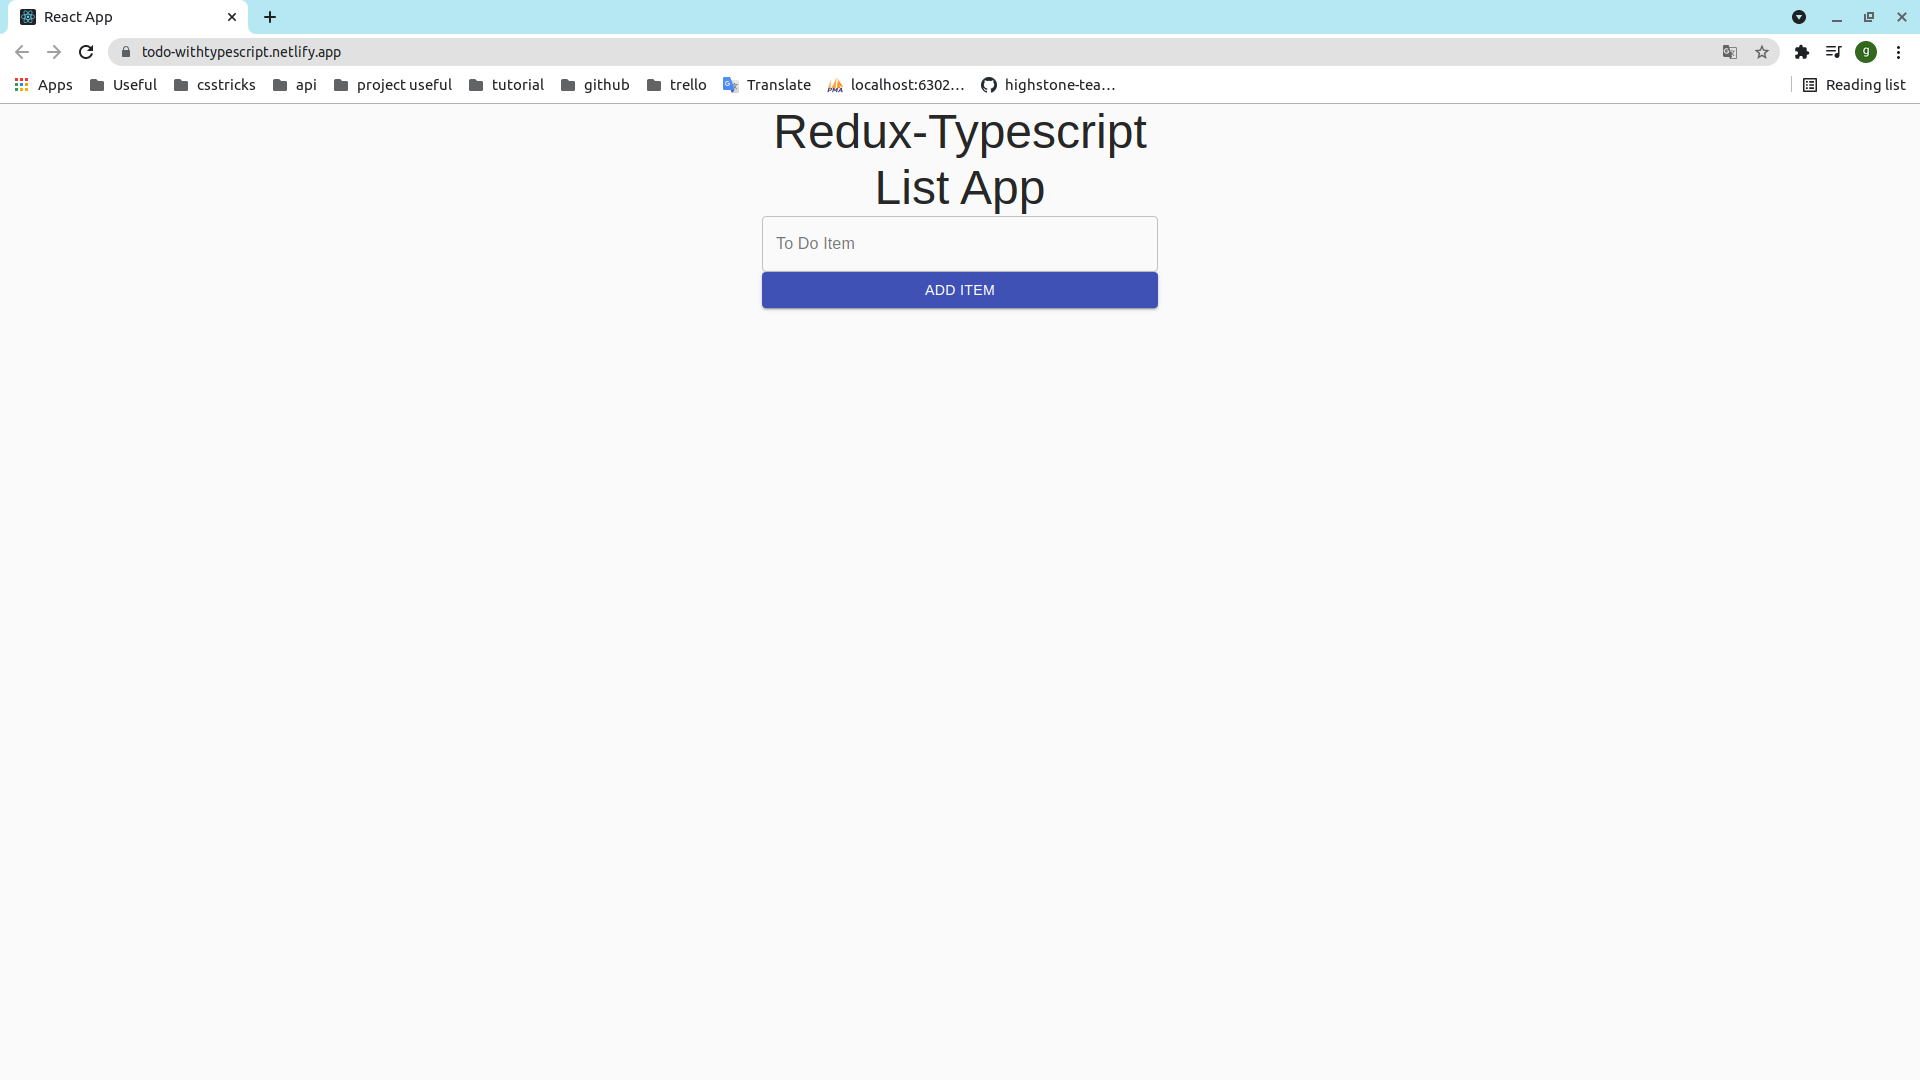 React App
todo-withtypescript.netlify.app
g
Apps Useful csstricks api project useful tutorial github trello Translate localhost:6302... highstone-tea... Reading list
Redux-Typescript
List App
To Do Item
ADD ITEM